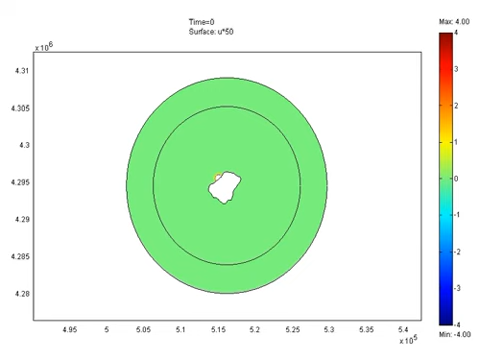 Time=0
Surface: u*50
Max: 4.00
x 10^6
4.31
4.305
4.3
4.295
4.29
4.285
4.28
4.95 5 5.05 5.1 5.15 5.2 5.25 5.3 5.35 5.4
x 10^5
4
3
2
1
0
-1
-2
-3
-4
Min: -4.00